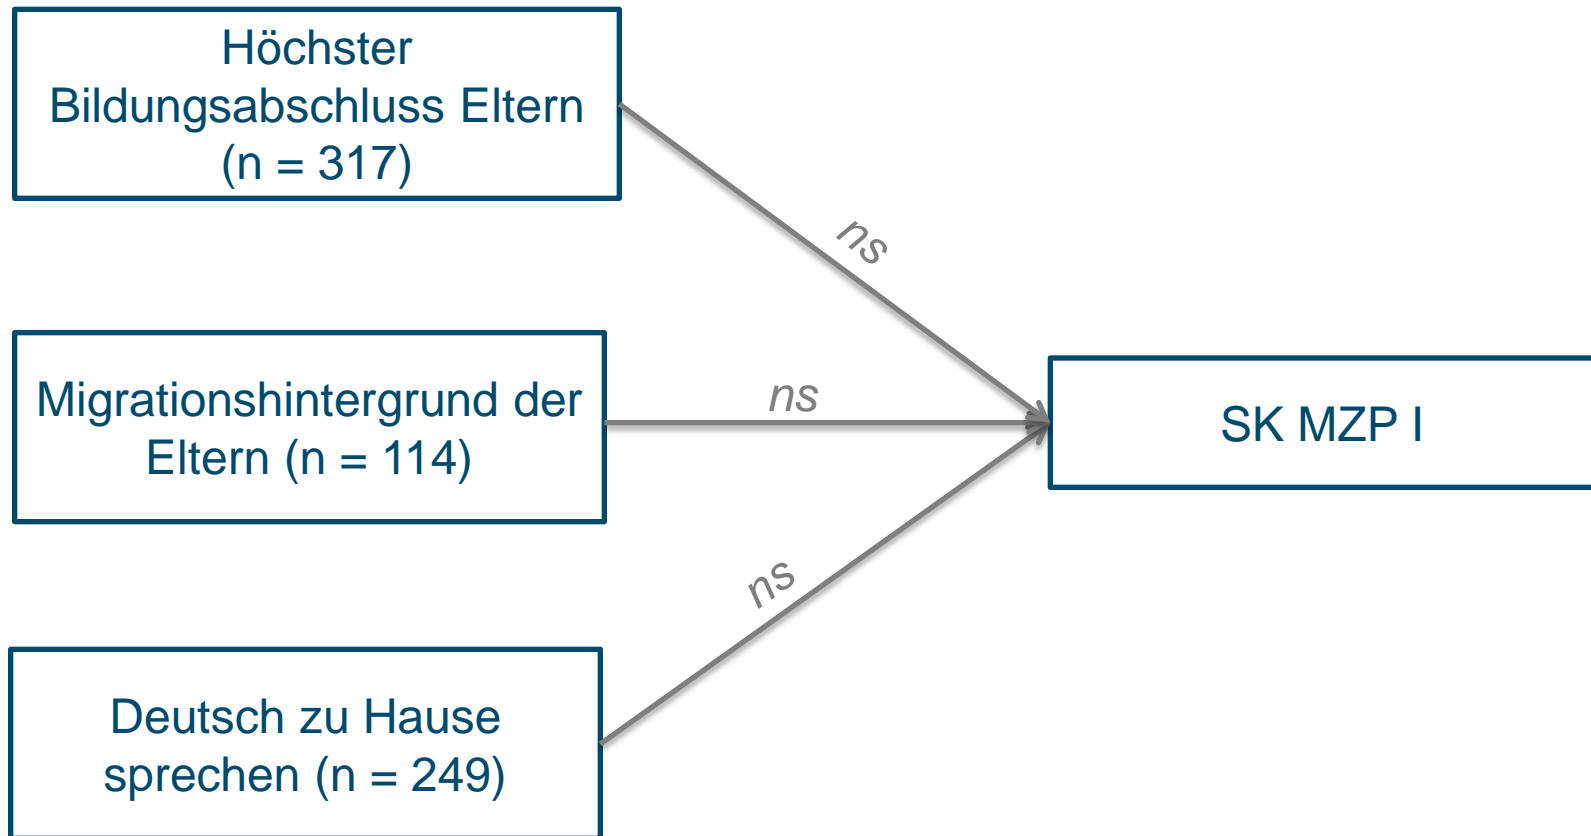 Höchster
Bildungsabschluss Eltern
(n = 317)
ns
Migrationshintergrund der
Eltern (n = 114)
ns
SK MZP I
ns
Deutsch zu Hause
sprechen (n = 249)